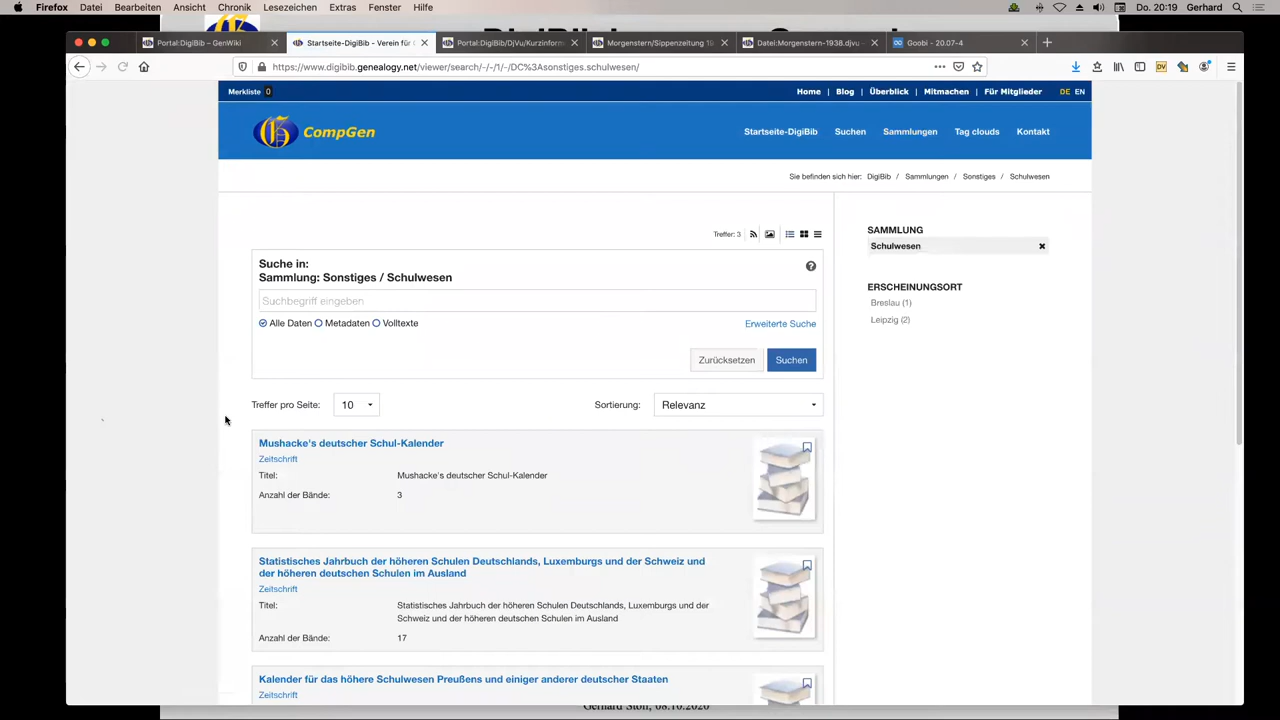 Firefox Ablage Bearbeiten Ansicht Chronik Lesezeichen Extras Fenster Hilfe Do. 20:19 Gerhard
Portal:DigiBib – GenWiki
Startseite-DigiBib – Verein für
Portal:DigiBib/DjVu/Kurzinform
Morgenstern/Sippenzeitung 19
Datei:Morgenstern-1938.djvu –
Goobi - 20.07-4
https://www.digibib.genealogy.net/viewer/search/-/-/1/-/DC%3Asonstiges.schulwesen/
Merkliste 0
Home | Blog | Überblick | Mitmachen | Für Mitglieder DE EN
CompGen
Startseite-DigiBib Suchen Sammlungen Tag clouds Kontakt
Sie befinden sich hier: DigiBib / Sammlungen / Sonstiges / Schulwesen
Treffer: 3
Suche in:
Sammlung: Sonstiges / Schulwesen
Suchbegriff eingeben
Alle Daten Metadaten Volltexte
Erweiterte Suche
Zurücksetzen Suchen
Treffer pro Seite: 10 Sortierung: Relevanz
Mushacke's deutscher Schul-Kalender
Zeitschrift
Titel: Mushacke's deutscher Schul-Kalender
Anzahl der Bände: 3
Statistisches Jahrbuch der höheren Schulen Deutschlands, Luxemburgs und der Schweiz und
der höheren deutschen Schulen im Ausland
Zeitschrift
Titel: Statistisches Jahrbuch der höheren Schulen Deutschlands, Luxemburgs und der
Schweiz und der höheren deutschen Schulen im Ausland
Anzahl der Bände: 17
Kalender für das höhere Schulwesen Preußens und einiger anderer deutscher Staaten
Zeitschrift
SAMMLUNG
Schulwesen
ERSCHEINUNGSORT
Breslau (1)
Leipzig (2)
Gerhard Stoll, 08.10.2020